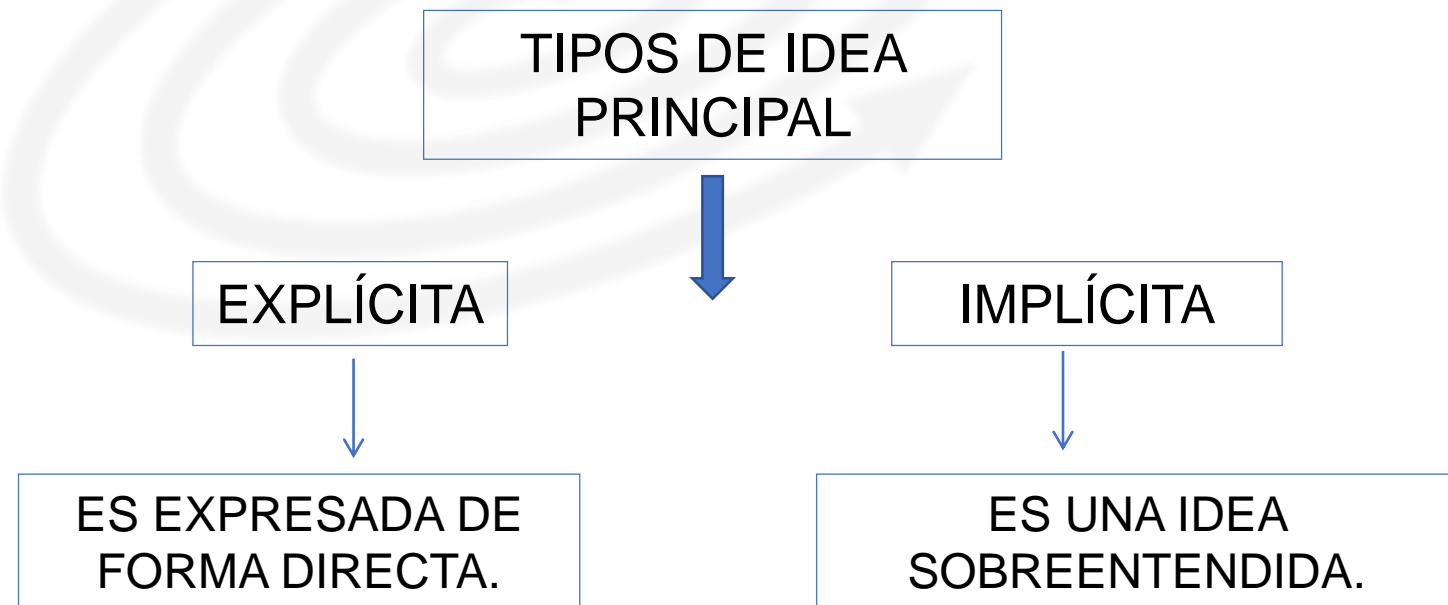 TIPOS DE IDEA
PRINCIPAL
EXPLÍCITA
IMPLÍCITA
ES EXPRESADA DE
FORMA DIRECTA.
ES UNA IDEA
SOBREENTENDIDA.